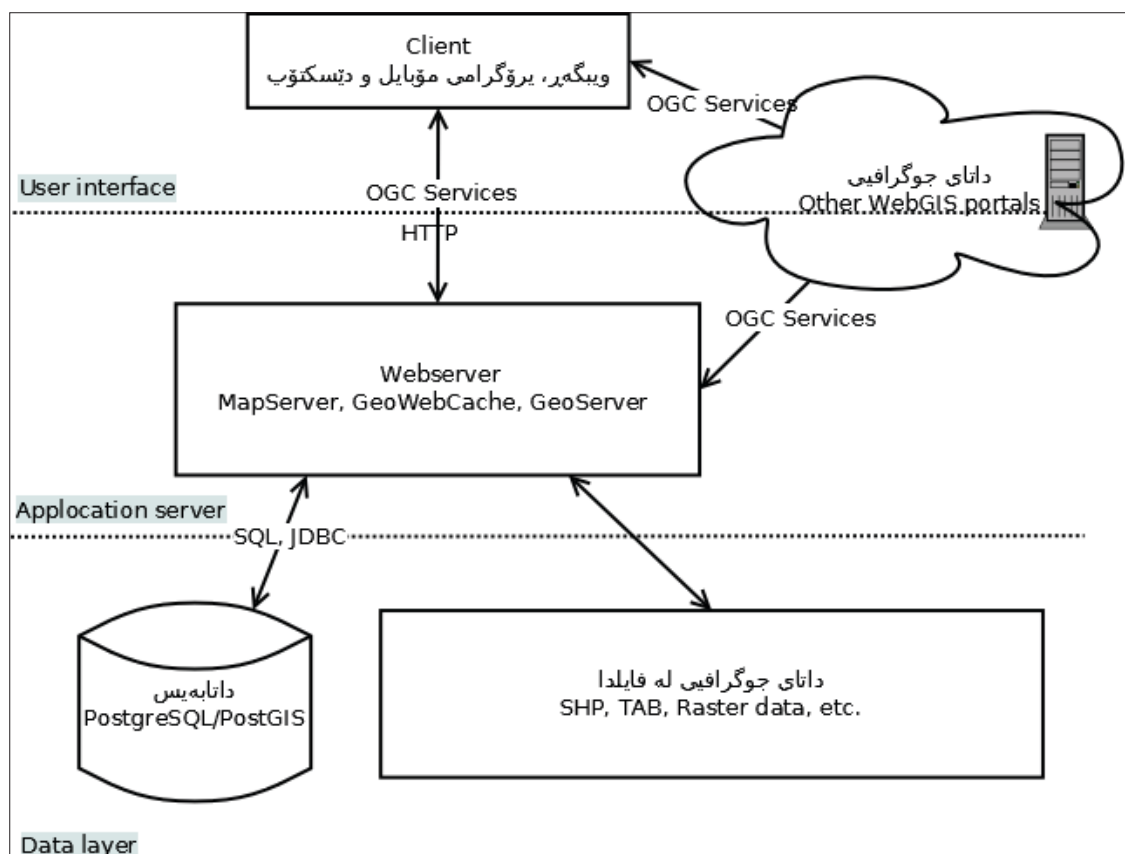 Client
ویبگەڕ، پرۆگرامی مۆبایل و دێسکتۆپ
OGC Services
داتای جوگرافیی
Other WebGIS portals
User interface
OGC Services
HTTP
OGC Services
Webserver
MapServer, GeoWebCache, GeoServer
Applocation server
SQL, JDBC
داتابەیس
PostgreSQL/PostGIS
داتای جوگرافیی لە فایلدا
SHP, TAB, Raster data, etc.
Data layer